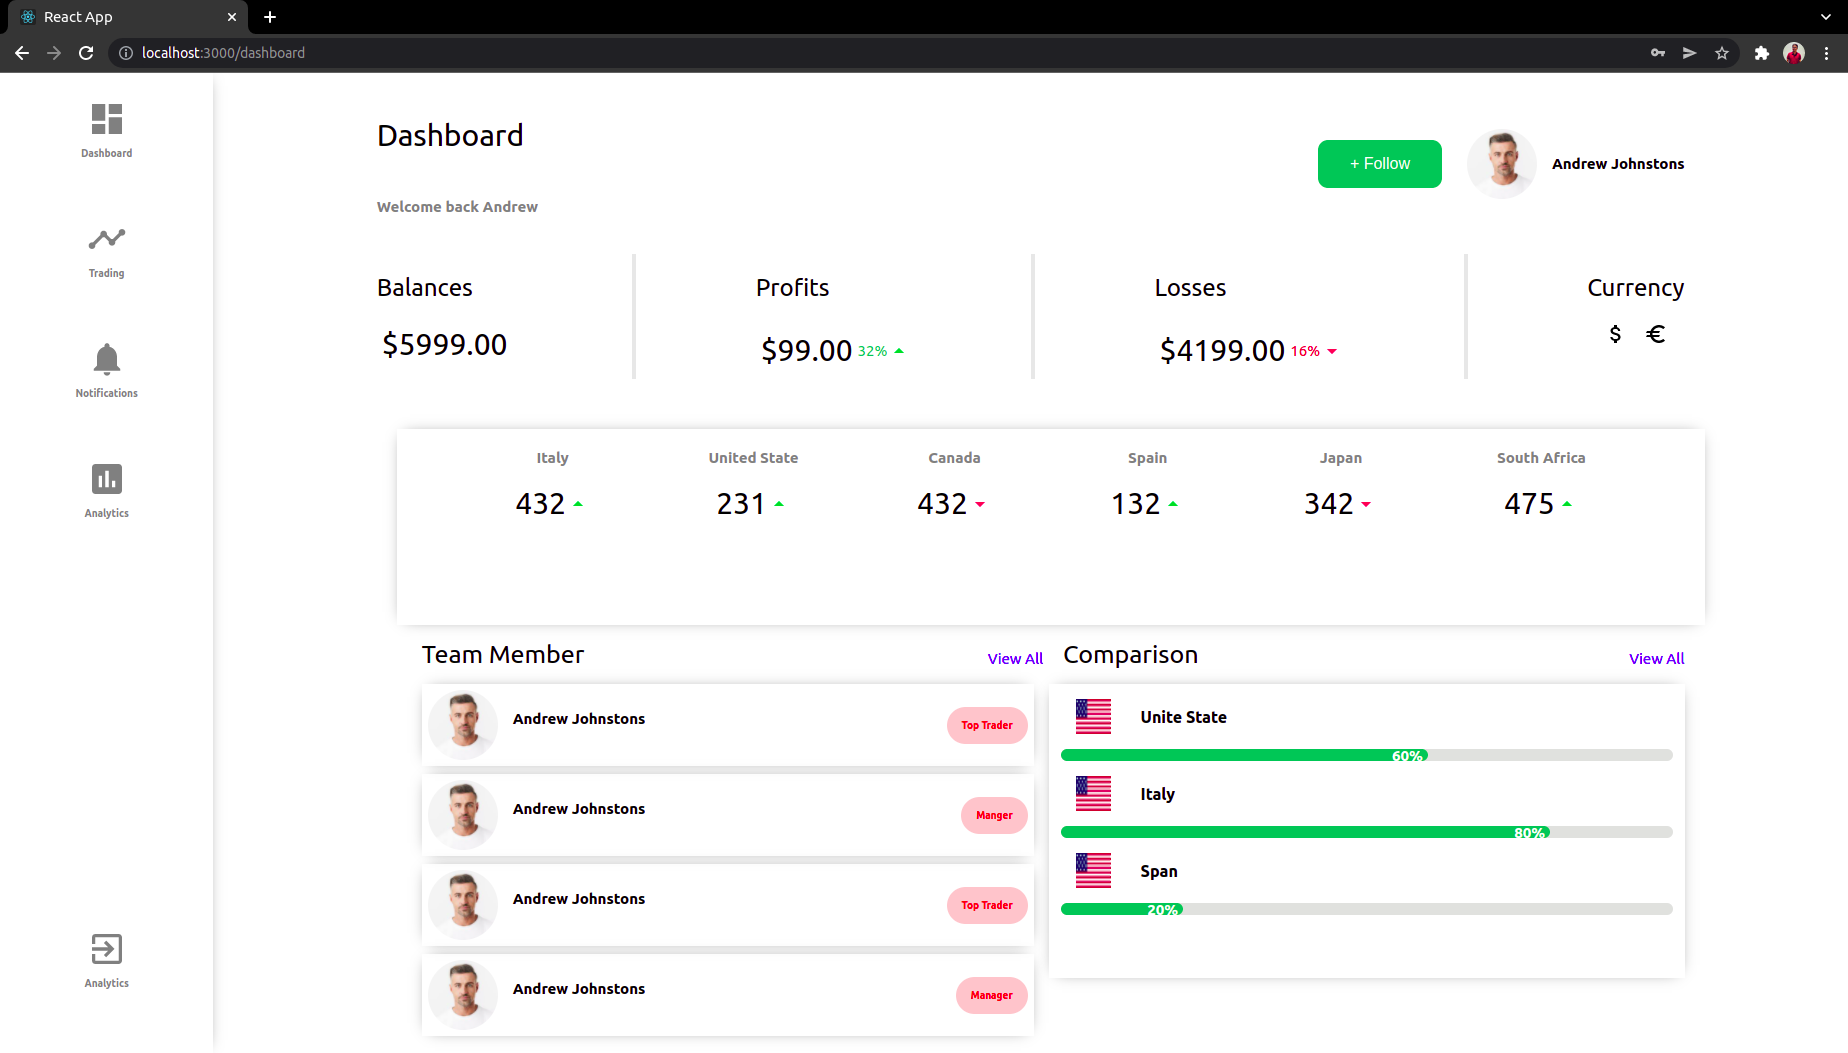 React App
localhost:3000/dashboard
Dashboard
Trading
Notifications
Analytics
Analytics
Dashboard
+ Follow
Andrew Johnstons
Welcome back Andrew
Balances
Profits
Losses
Currency
$5999.00
$99.00 32%
$4199.00 16%
$ €
Italy
United State
Canada
Spain
Japan
South Africa
432
231
432
132
342
475
Team Member
View All
Andrew Johnstons
Top Trader
Andrew Johnstons
Manger
Andrew Johnstons
Top Trader
Andrew Johnstons
Manager
Comparison
View All
Unite State
60%
Italy
80%
Span
20%